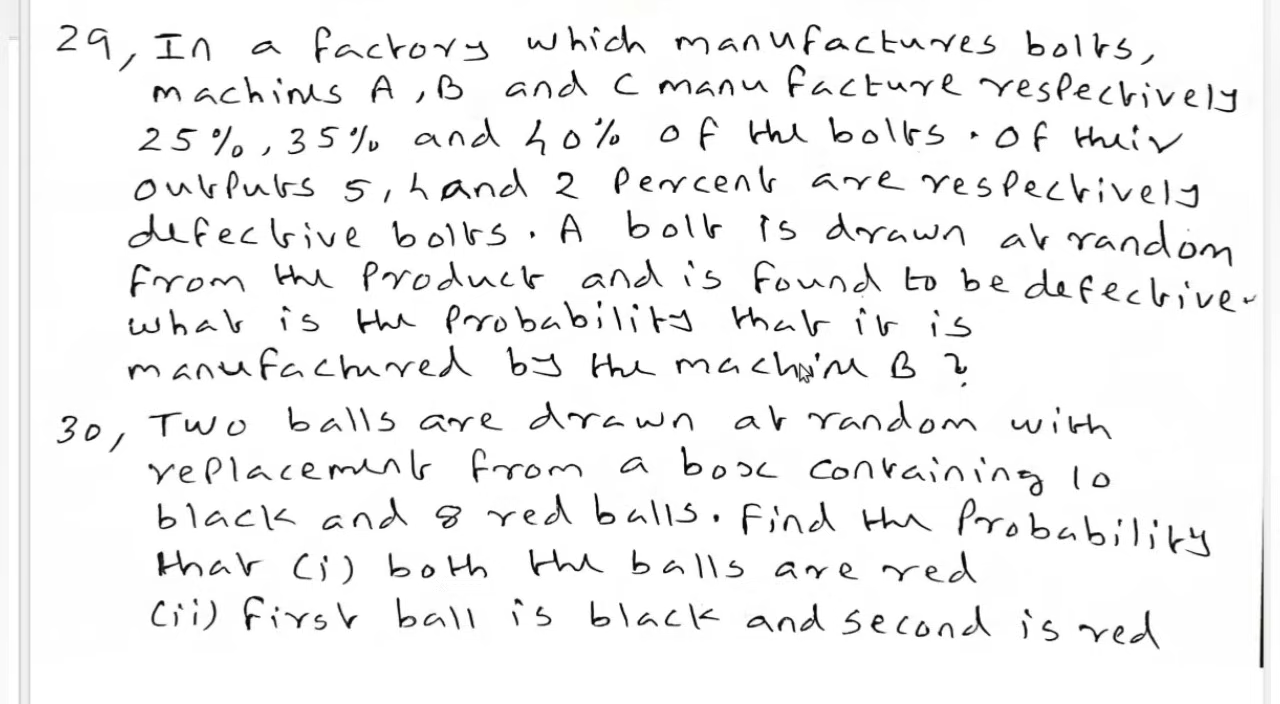 29, In a factory which manufactures bolts,
machines A, B and C manufacture respectively
25%, 35% and 40% of the bolts. Of their
outputs 5, 4 and 2 percent are respectively
defective bolts. A bolt is drawn at random
from the product and is found to be defective.
what is the probability that it is
manufactured by the machine B ?
30, Two balls are drawn at random with
replacement from a box containing 10
black and 8 red balls. Find the Probability
that (i) both the balls are red
(ii) first ball is black and second is red